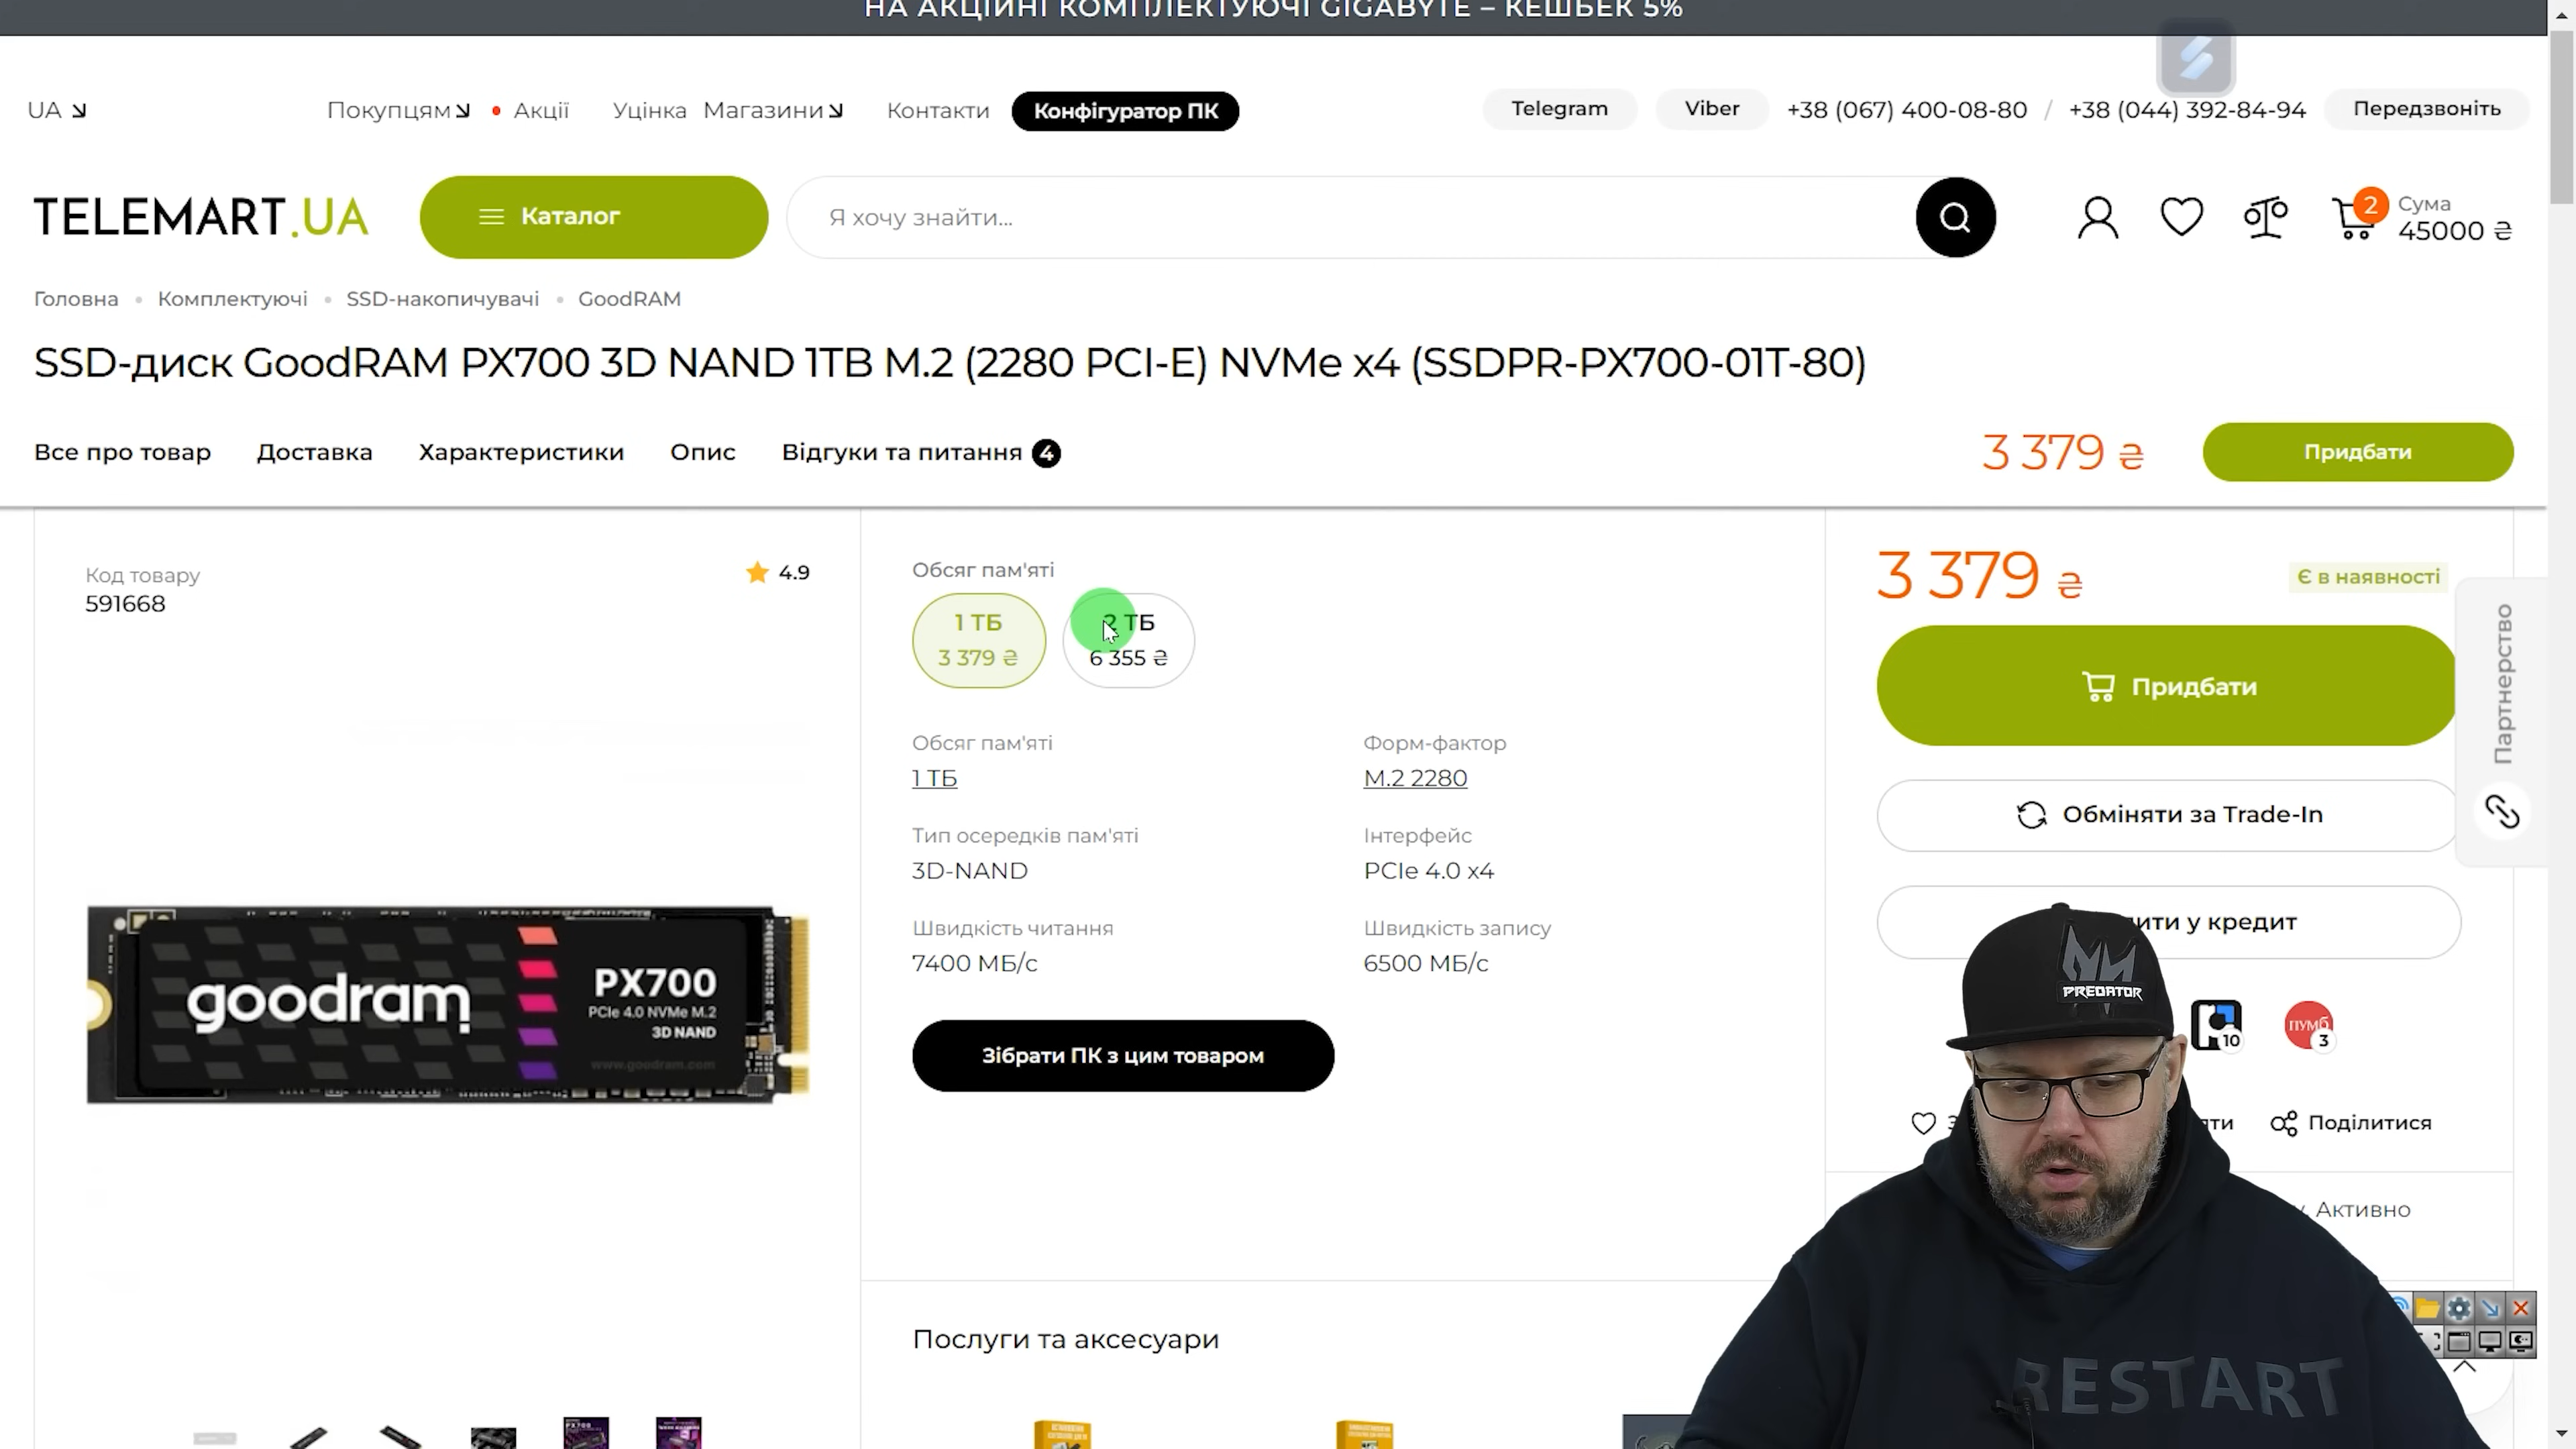 НА АКЦІЙНІ КОМПЛЕКТУЮЧІ GIGABYTE – КЕШБЕК 5%
UA
Покупцям
Акції
Уцінка
Магазини
Контакти
Конфігуратор ПК
Telegram
Viber
+38 (067) 400-08-80 / +38 (044) 392-84-94
Передзвоніть
TELEMART.UA
Каталог
Я хочу знайти...
2
Сума
45000 ₴
Головна • Комплектуючі • SSD-накопичувачі • GoodRAM
SSD-диск GoodRAM PX700 3D NAND 1TB M.2 (2280 PCI-E) NVMe x4 (SSDPR-PX700-01T-80)
Все про товар
Доставка
Характеристики
Опис
Відгуки та питання 4
3 379 ₴
Придбати
Код товару
591668
4.9
Обсяг пам'яті
1 ТБ
3 379 ₴
2 ТБ
6 355 ₴
Обсяг пам'яті
1 ТБ
Форм-фактор
M.2 2280
Тип осередків пам'яті
3D-NAND
Інтерфейс
PCIe 4.0 x4
Швидкість читання
7400 МБ/с
Швидкість запису
6500 МБ/с
Зібрати ПК з цим товаром
3 379 ₴
Є в наявності
Придбати
Обміняти за Trade-In
у кредит
Партнерство
10
ПУМБ
3
Поділитися
Активно
goodram
PX700
PCIe 4.0 NVMe M.2
3D NAND
www.goodram.com
PREDATOR
RESTART
Послуги та аксесуари